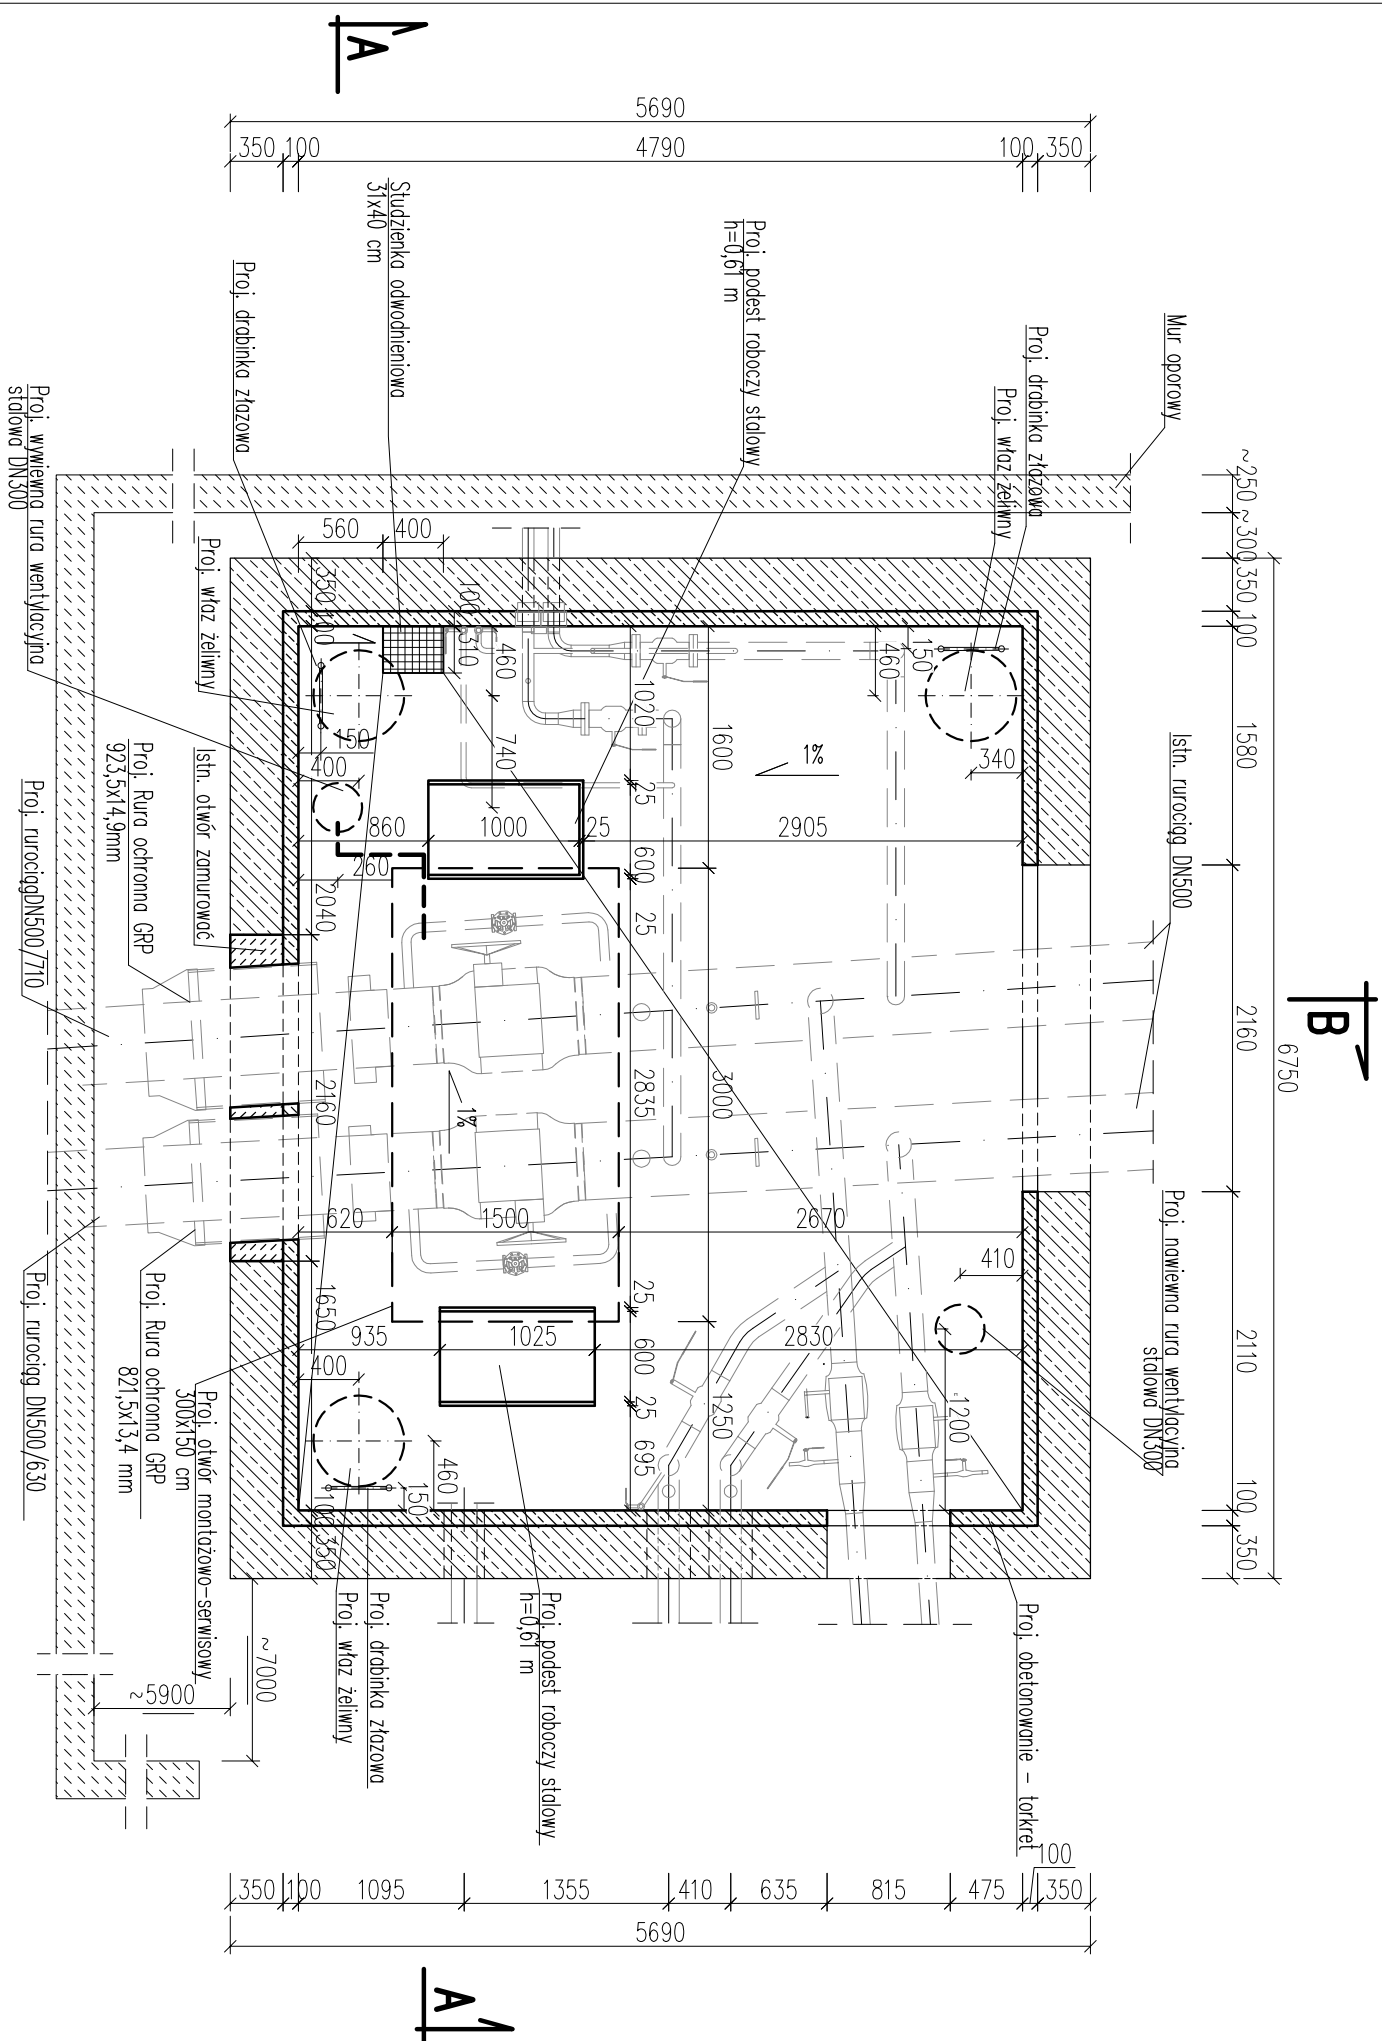 A
5690
350
100
4790
100
350
Studzienka odwodnieniowa
31x40 cm
Proj. drabinka złazowa
Proj. podest roboczy stalowy
h=0,61 m
Proj. drabinka złazowa
Proj. właz żeliwny
Mur oporowy
Proj. wywiewna rura wentylacyjna
stalowa DN300
Proj. właz żeliwny
~250
~300
350
100
1580
2160
2110
100
350
6750
Istn. rurociąg DN500
B
560
400
350
100
100
310
460
740
1020
1600
150
460
340
1%
150
400
25
860
1000
25
2905
260
2040
600
25
2835
3000
2160
1%
620
1500
2670
410
25
1650
935
1025
2830
600
400
25
1250
1200
695
460
150
100
350
Istn. otwór zamurować
Proj. Rura ochronna GRP
923,5x14,9mm
Proj. rurociągDN500/710
Proj. nawiewna rura wentylacyjna
stalowa DN300
Proj. rurociąg DN500/630
Proj. Rura ochronna GRP
821,5x13,4 mm
Proj. otwór montażowo-serwisowy
300x150 cm
~7000
~5900
Proj. właz żeliwny
Proj. drabinka złazowa
Proj. podest roboczy stalowy
h=0,61 m
Proj. obetonowanie - torkret
350
100
1095
1355
410
635
815
475
100
350
5690
A